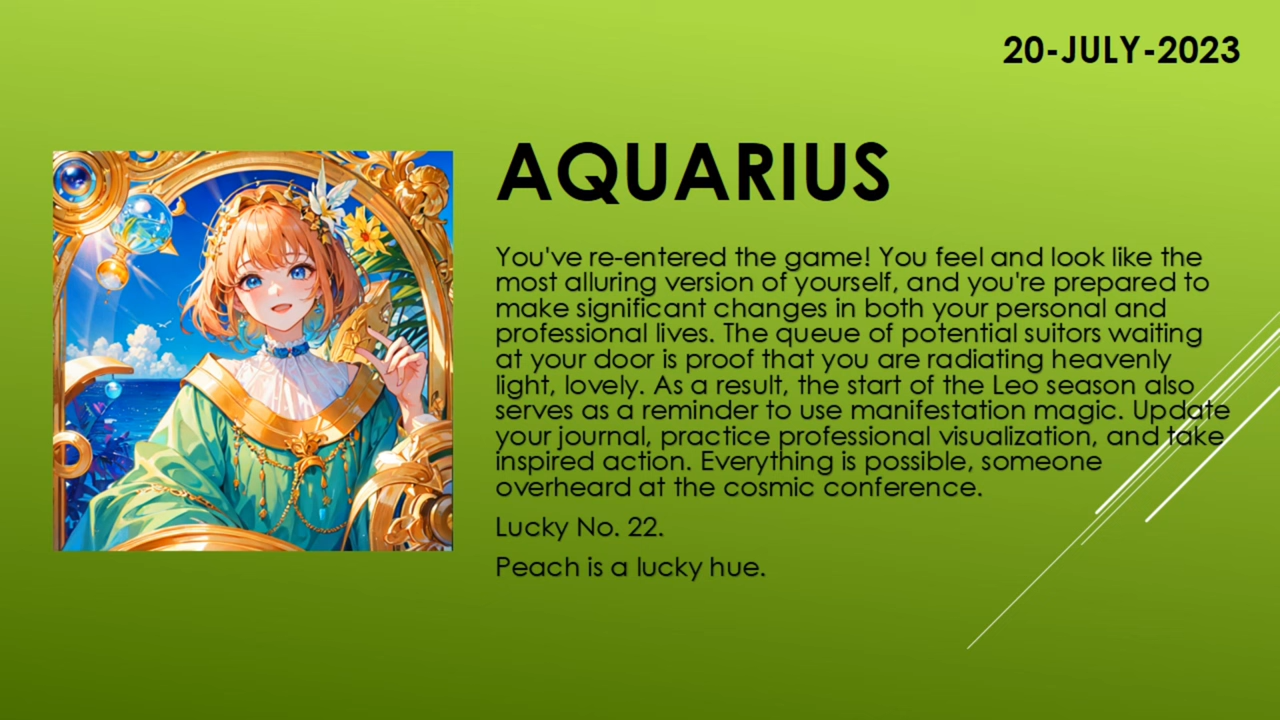 20-JULY-2023
AQUARIUS
You've re-entered the game! You feel and look like the
most alluring version of yourself, and you're prepared to
make significant changes in both your personal and
professional lives. The queue of potential suitors waiting
at your door is proof that you are radiating heavenly
light, lovely. As a result, the start of the Leo season also
serves as a reminder to use manifestation magic. Update
your journal, practice professional visualization, and take
inspired action. Everything is possible, someone
overheard at the cosmic conference.
Lucky No. 22.
Peach is a lucky hue.